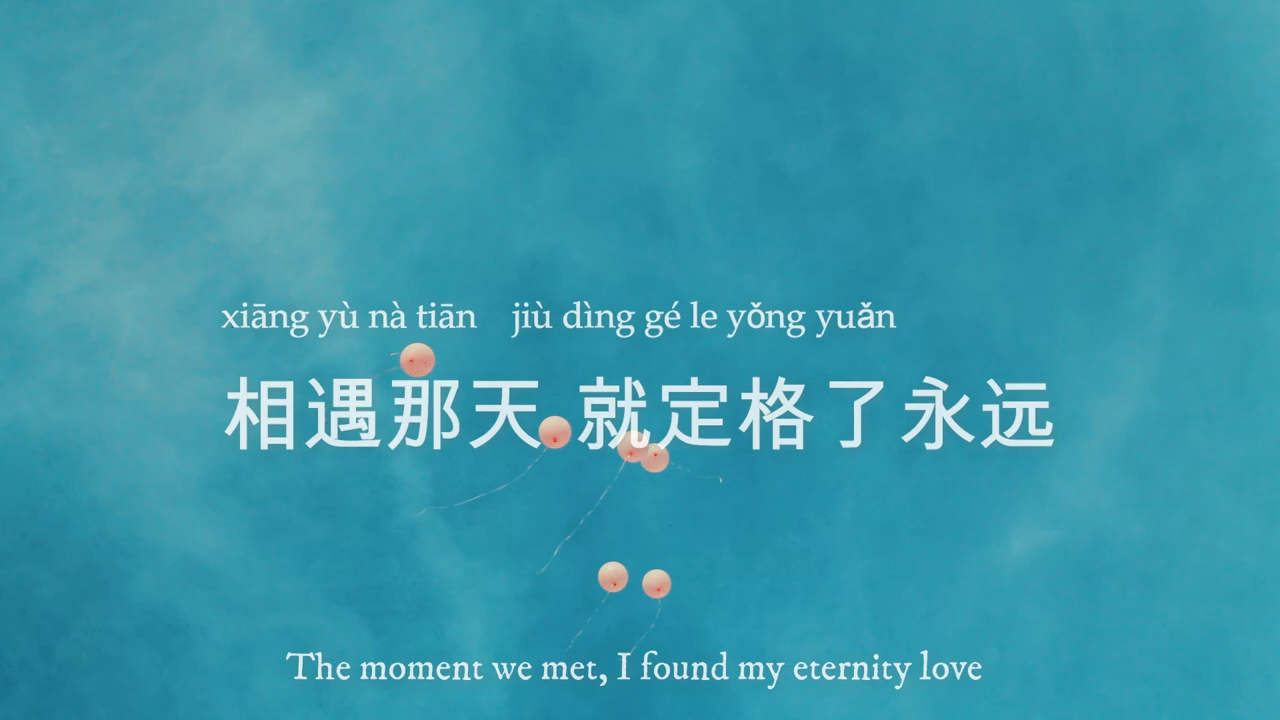 xiāng yù nà tiān jiù dìng gé le yǒng yuǎn
相遇那天 就定格了永远
The moment we met, I found my eternity love